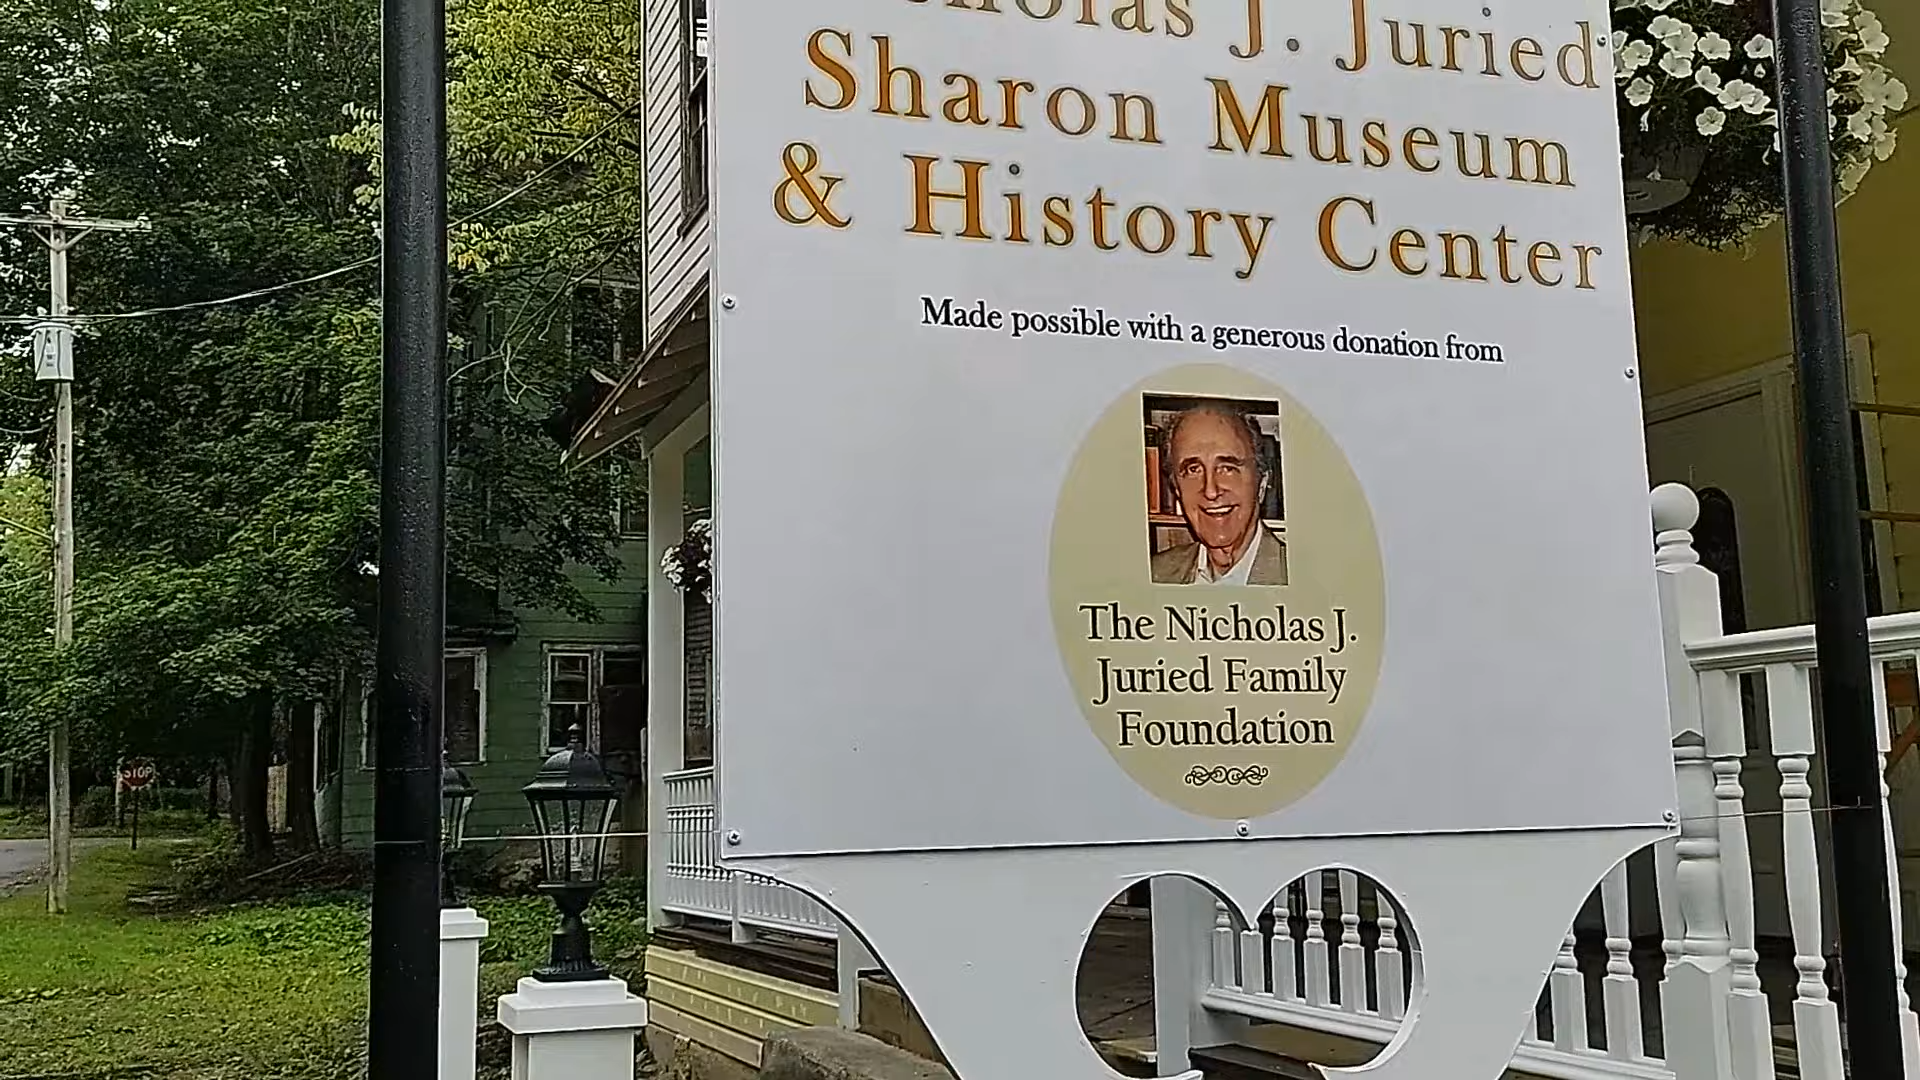 J. Juried
Sharon Museum
& History Center
Made possible with a generous donation from
The Nicholas J.
Juried Family
Foundation
STOP